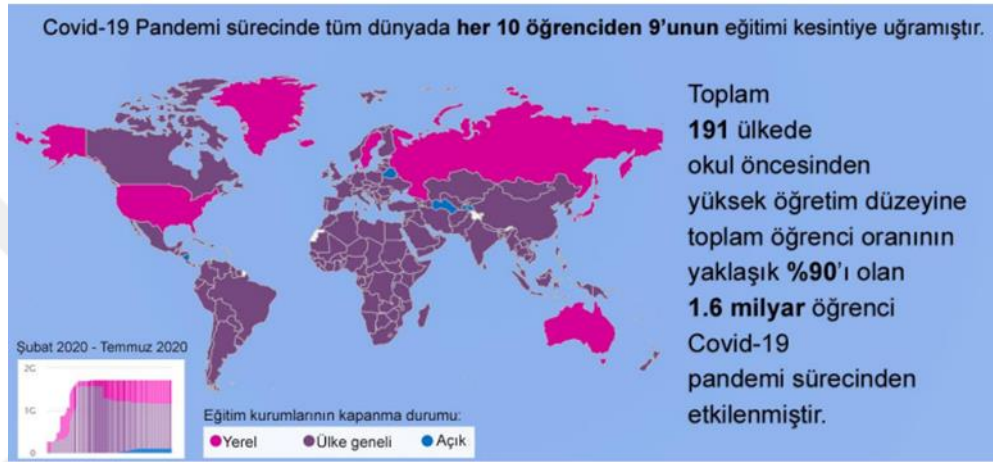 Covid-19 Pandemi sürecinde tüm dünyada her 10 öğrenciden 9'unun eğitimi kesintiye uğramıştır.
Toplam
191 ülkede
okul öncesinden
yüksek öğretim düzeyine
toplam öğrenci oranının
yaklaşık %90'ı olan
1.6 milyar öğrenci
Covid-19
pandemi sürecinden
etkilenmiştir.
Şubat 2020 - Temmuz 2020
2G
1G
0
Eğitim kurumlarının kapanma durumu:
Yerel Ülke geneli Açık